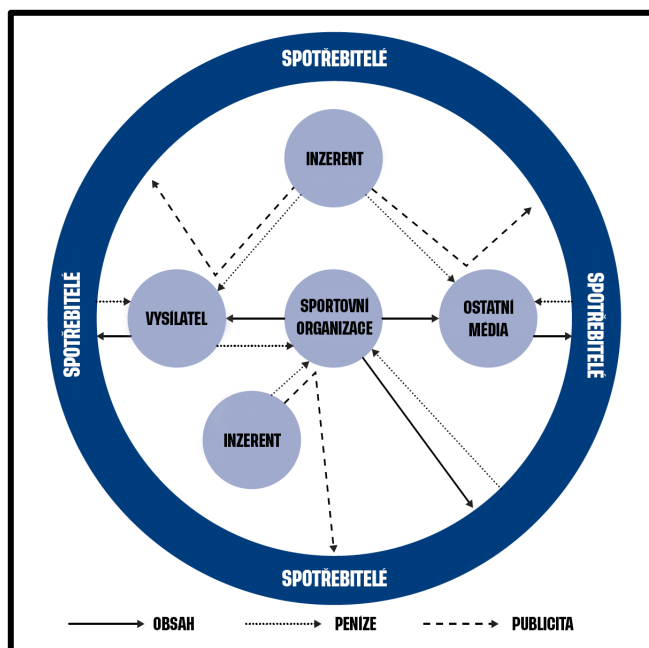 SPOTŘEBITELÉ
INZERENT
SPOTŘEBITELÉ
VYSÍLATEL
SPORTOVNÍ
ORGANIZACE
OSTATNÍ
MÉDIA
SPOTŘEBITELÉ
INZERENT
SPOTŘEBITELÉ
OBSAH
PENÍZE
PUBLICITA